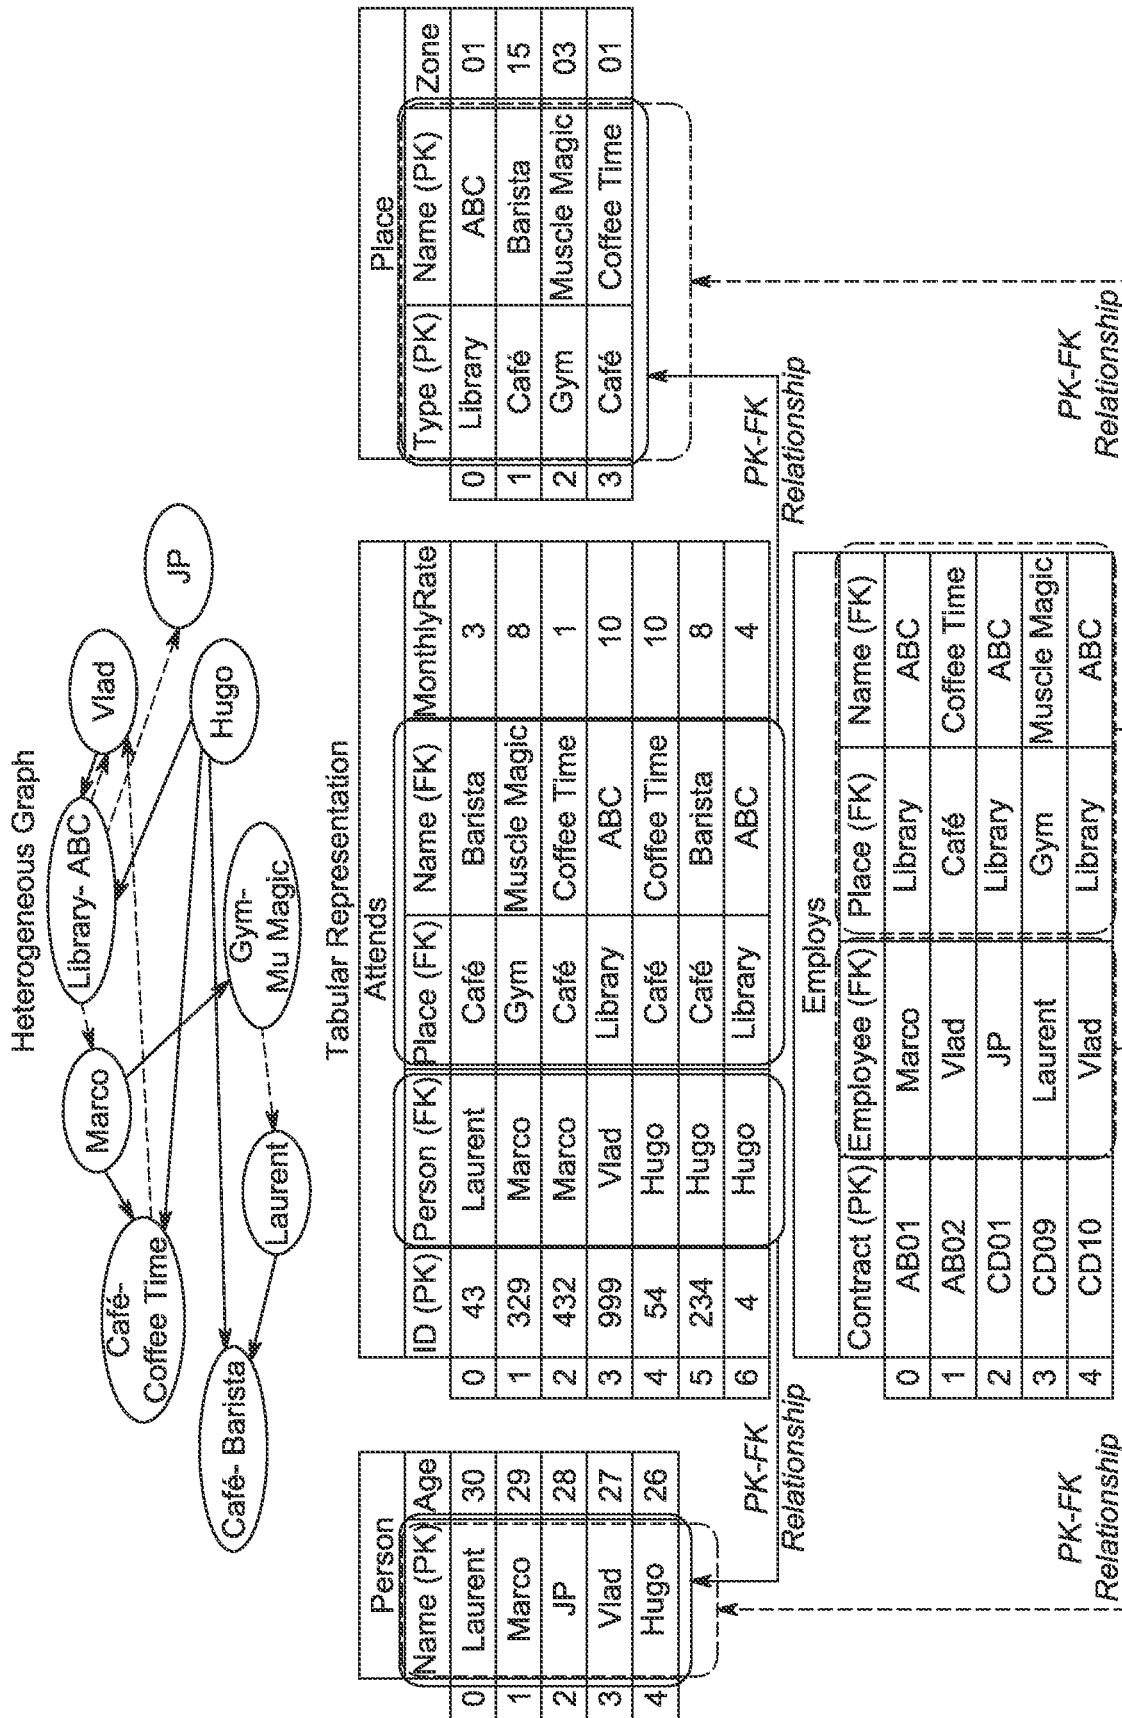 Heterogeneous Graph
Café-
Coffee Time
Café- Barista
Marco
Laurent
Library- ABC
Gym-
Mu Magic
Vlad
Hugo
JP
Tabular Representation
Person
Name (PK) Age
0 Laurent 30
1 Marco 29
2 JP 28
3 Vlad 27
4 Hugo 26
Attends
ID (PK) Person (FK) Place (FK) Name (FK) MonthlyRate
0 43 Laurent Café Barista 3
1 329 Marco Gym Muscle Magic 8
2 432 Marco Café Coffee Time 1
3 999 Vlad Library ABC 10
4 54 Hugo Café Coffee Time 10
5 234 Hugo Café Barista 8
6 4 Hugo Library ABC 4
Place
Type (PK) Name (PK) Zone
0 Library ABC 01
1 Café Barista 15
2 Gym Muscle Magic 03
3 Café Coffee Time 01
PK-FK
Relationship
PK-FK
Relationship
Employs
Contract (PK) Employee (FK) Place (FK) Name (FK)
0 AB01 Marco Library ABC
1 AB02 Vlad Café Coffee Time
2 CD01 JP Library ABC
3 CD09 Laurent Gym Muscle Magic
4 CD10 Vlad Library ABC
PK-FK
Relationship
PK-FK
Relationship